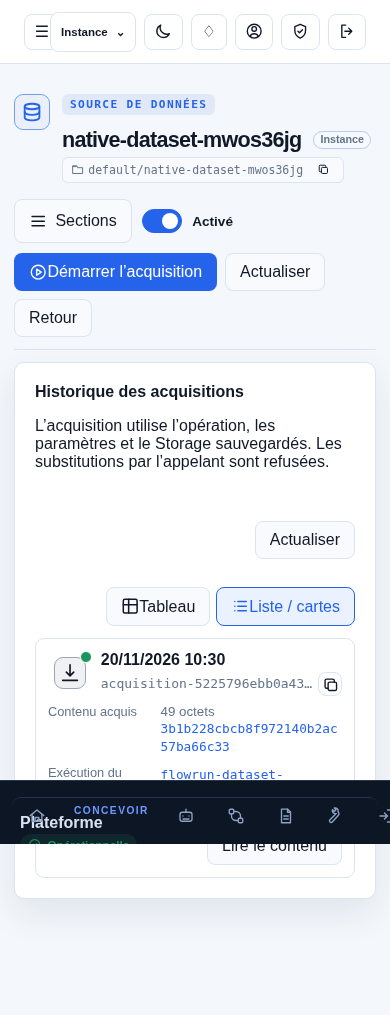 Instance
SOURCE DE DONNÉES
native-dataset-mwos36jg Instance
default/native-dataset-mwos36jg
Sections
Activé
Démarrer l’acquisition
Actualiser
Retour
Historique des acquisitions
L’acquisition utilise l’opération, les
paramètres et le Storage sauvegardés. Les
substitutions par l’appelant sont refusées.
Actualiser
Tableau
Liste / cartes
20/11/2026 10:30
acquisition-5225796ebb0a43…
Contenu acquis
49 octets
3b1b228cbcb8f972140b2ac
57ba66c33
Exécution du
flowrun-dataset-
CONCEVOIR
Plateforme
Opérationnelle
Lire le contenu